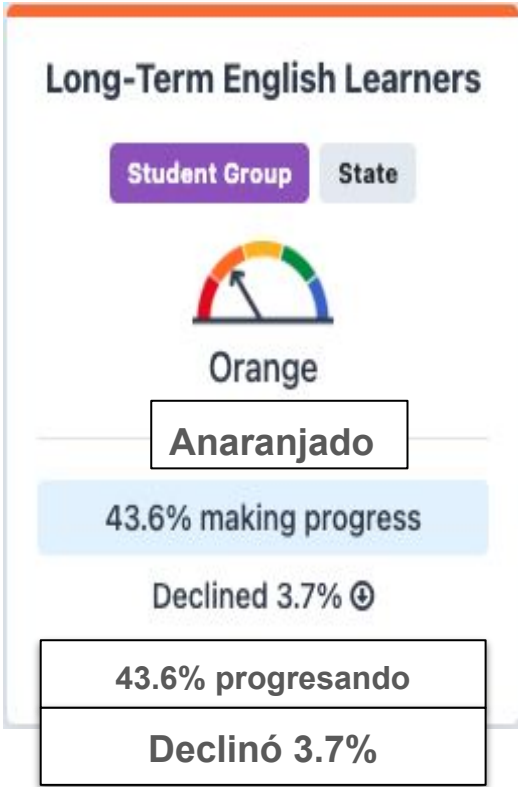 Long-Term English Learners
Student Group State
Orange
Anaranjado
43.6% making progress
Declined 3.7%
43.6% progresando
Declinó 3.7%